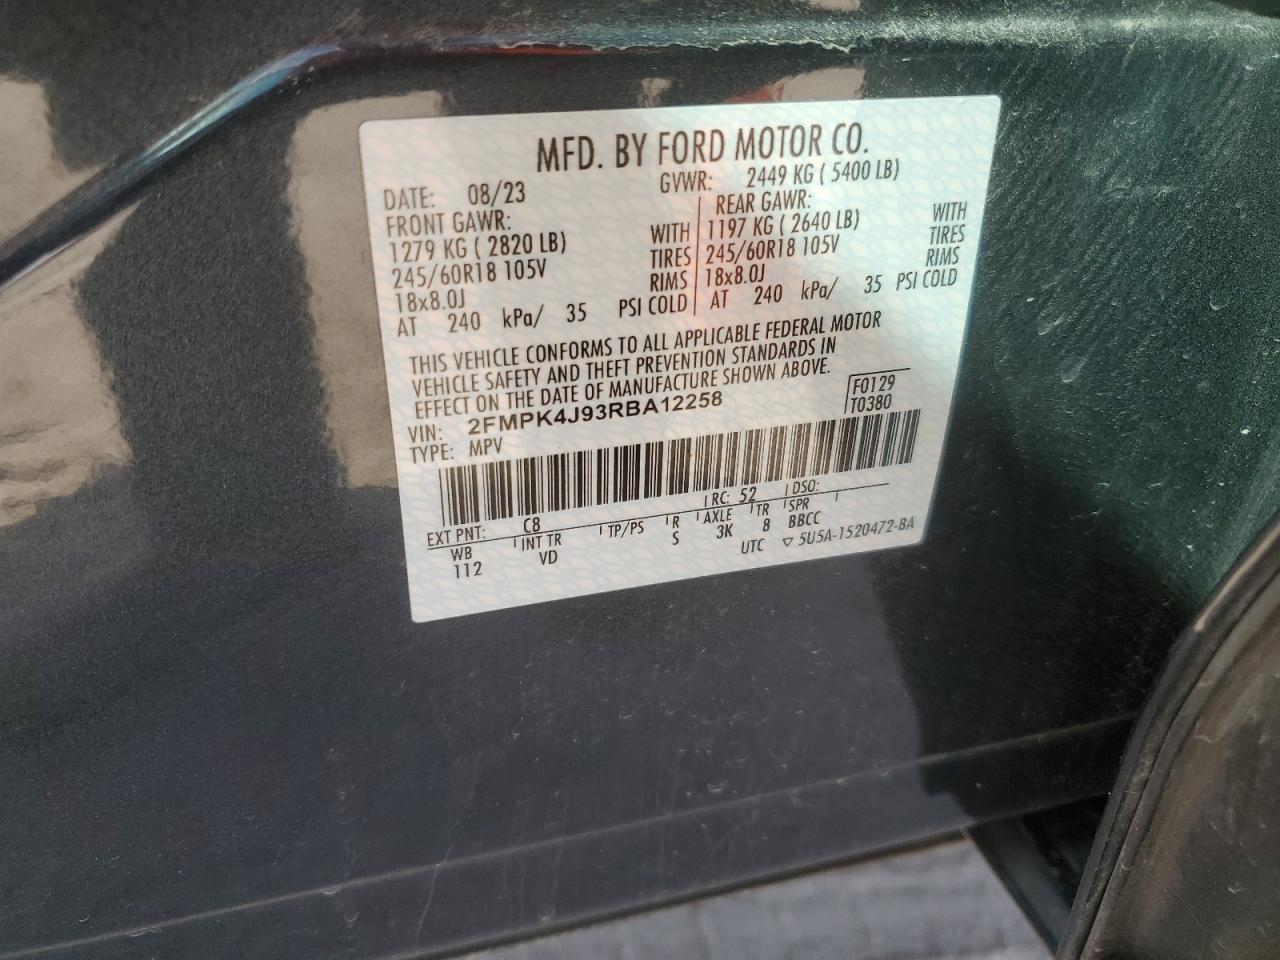 MFD. BY FORD MOTOR CO.
DATE: 08/23 GVWR: 2449 KG ( 5400 LB)
FRONT GAWR: REAR GAWR:
1279 KG ( 2820 LB) WITH 1197 KG ( 2640 LB) WITH
245/60R18 105V TIRES 245/60R18 105V TIRES
18x8.0J RIMS 18x8.0J RIMS
AT 240 kPa/ 35 PSI COLD AT 240 kPa/ 35 PSI COLD
THIS VEHICLE CONFORMS TO ALL APPLICABLE FEDERAL MOTOR
VEHICLE SAFETY AND THEFT PREVENTION STANDARDS IN
EFFECT ON THE DATE OF MANUFACTURE SHOWN ABOVE.
VIN: 2FMPK4J93RBA12258 F0129
TYPE: MPV T0380
EXT PNT: C8 RC: 52 DSO:
WB INT TR TP/PS R AXLE TR SPR
112 VD S 3K 8 BBCC
UTC ▽ 5U5A-1520472-BA